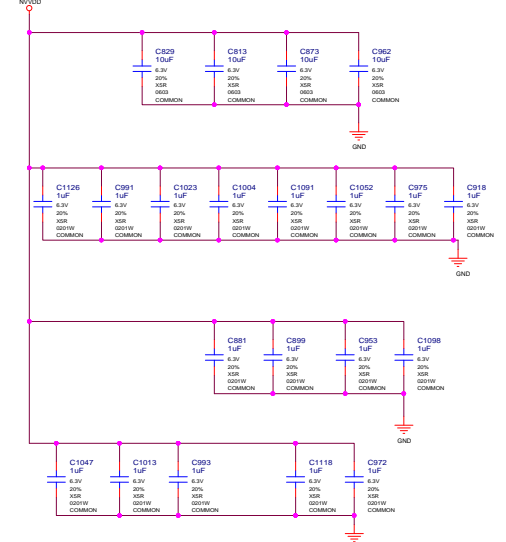 NVVDD
C829
10uF
6.3V
20%
X5R
0603
COMMON
C813
10uF
6.3V
20%
X5R
0603
COMMON
C873
10uF
6.3V
20%
X5R
0603
COMMON
C962
10uF
6.3V
20%
X5R
0603
COMMON
GND
C1126
1uF
6.3V
20%
X5R
0201W
COMMON
C991
1uF
6.3V
20%
X5R
0201W
COMMON
C1023
1uF
6.3V
20%
X5R
0201W
COMMON
C1004
1uF
6.3V
20%
X5R
0201W
COMMON
C1091
1uF
6.3V
20%
X5R
0201W
COMMON
C1052
1uF
6.3V
20%
X5R
0201W
COMMON
C975
1uF
6.3V
20%
X5R
0201W
COMMON
C918
1uF
6.3V
20%
X5R
0201W
COMMON
GND
C881
1uF
6.3V
20%
X5R
0201W
COMMON
C899
1uF
6.3V
20%
X5R
0201W
COMMON
C953
1uF
6.3V
20%
X5R
0201W
COMMON
C1098
1uF
6.3V
20%
X5R
0201W
COMMON
GND
C1047
1uF
6.3V
20%
X5R
0201W
COMMON
C1013
1uF
6.3V
20%
X5R
0201W
COMMON
C993
1uF
6.3V
20%
X5R
0201W
COMMON
C1118
1uF
6.3V
20%
X5R
0201W
COMMON
C972
1uF
6.3V
20%
X5R
0201W
COMMON